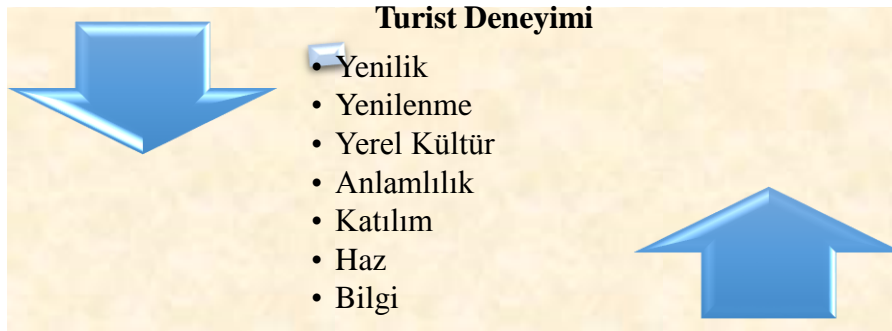 Turist Deneyimi
• Yenilik
• Yenilenme
• Yerel Kültür
• Anlamlılık
• Katılım
• Haz
• Bilgi